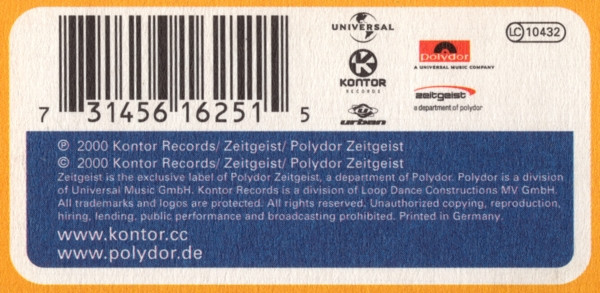 UNIVERSAL
LC 10432
KONTOR
RECORDS
polydor
A UNIVERSAL MUSIC COMPANY
zeitgeist
a department of polydor
urban
7 31456 16251 5
℗ 2000 Kontor Records/ Zeitgeist/ Polydor Zeitgeist
© 2000 Kontor Records/ Zeitgeist/ Polydor Zeitgeist
Zeitgeist is the exclusive label of Polydor Zeitgeist, a department of Polydor. Polydor is a division
of Universal Music GmbH. Kontor Records is a division of Loop Dance Constructions MV GmbH.
All trademarks and logos are protected. All rights reserved. Unauthorized copying, reproduction,
hiring, lending, public performance and broadcasting prohibited. Printed in Germany.
www.kontor.cc
www.polydor.de